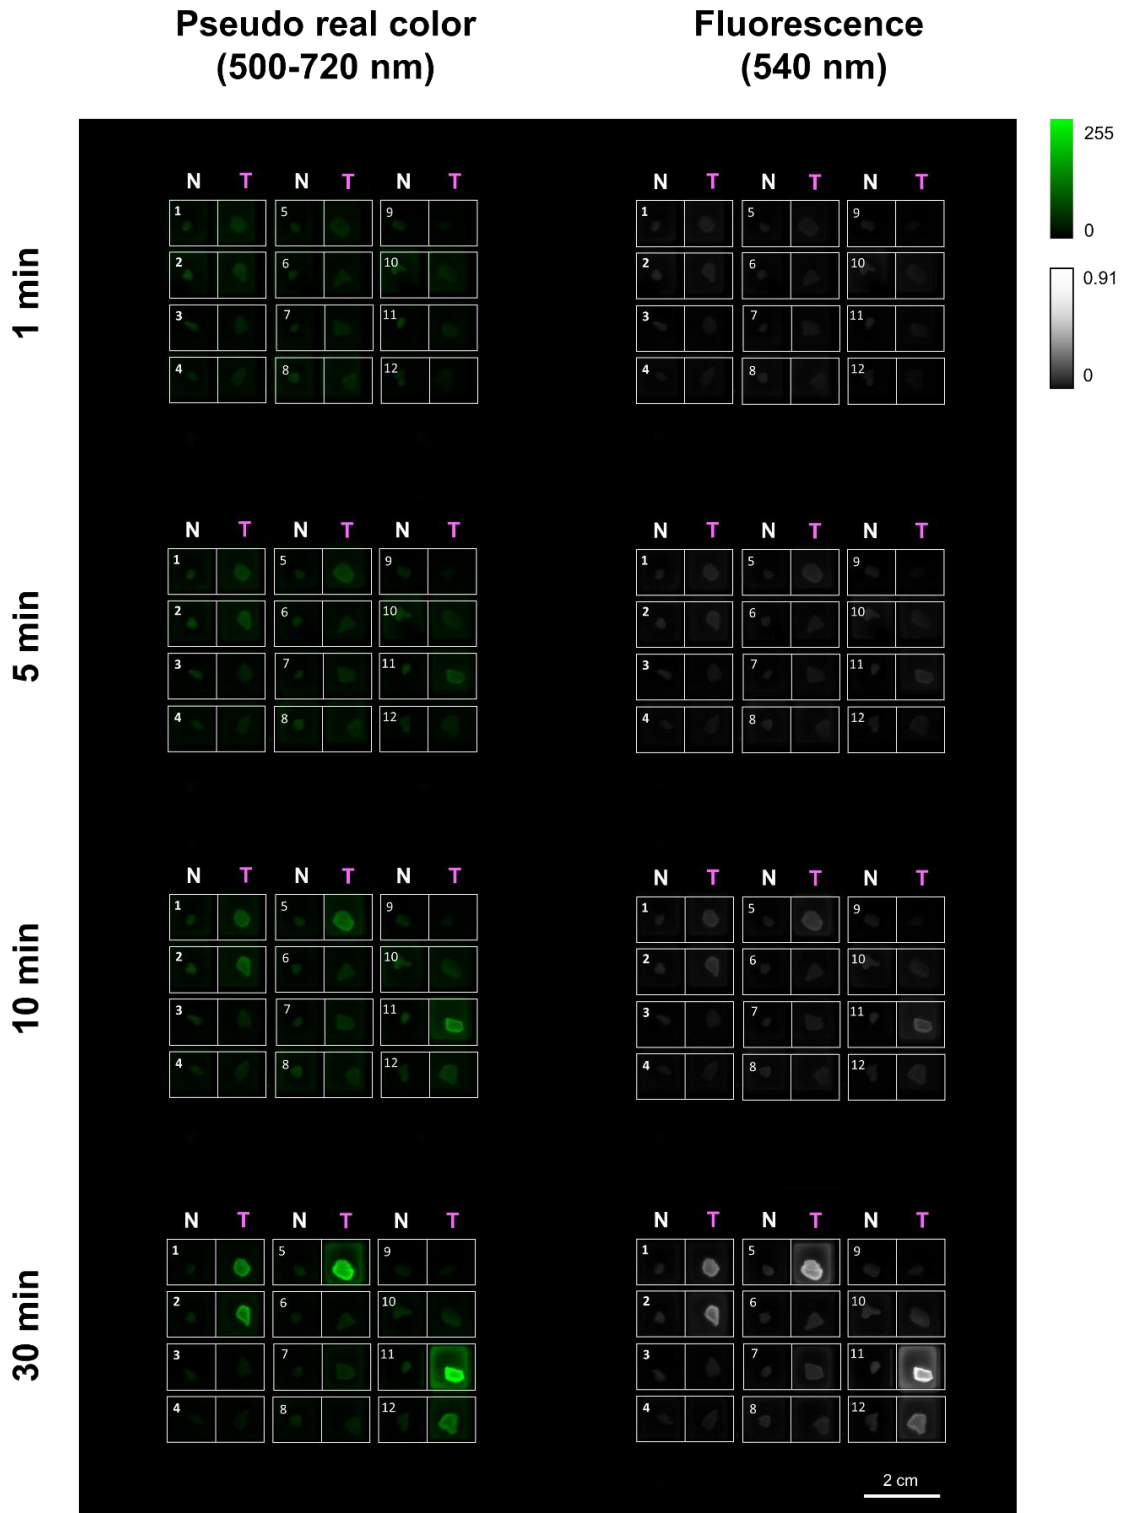 Pseudo real color
(500-720 nm)
Fluorescence
(540 nm)
255
0
0.91
0
1 min
N T N T N T
1 5 9
2 6 10
3 7 11
4 8 12
N T N T N T
1 5 9
2 6 10
3 7 11
4 8 12
5 min
N T N T N T
1 5 9
2 6 10
3 7 11
4 8 12
N T N T N T
1 5 9
2 6 10
3 7 11
4 8 12
10 min
N T N T N T
1 5 9
2 6 10
3 7 11
4 8 12
N T N T N T
1 5 9
2 6 10
3 7 11
4 8 12
30 min
N T N T N T
1 5 9
2 6 10
3 7 11
4 8 12
N T N T N T
1 5 9
2 6 10
3 7 11
4 8 12
2 cm